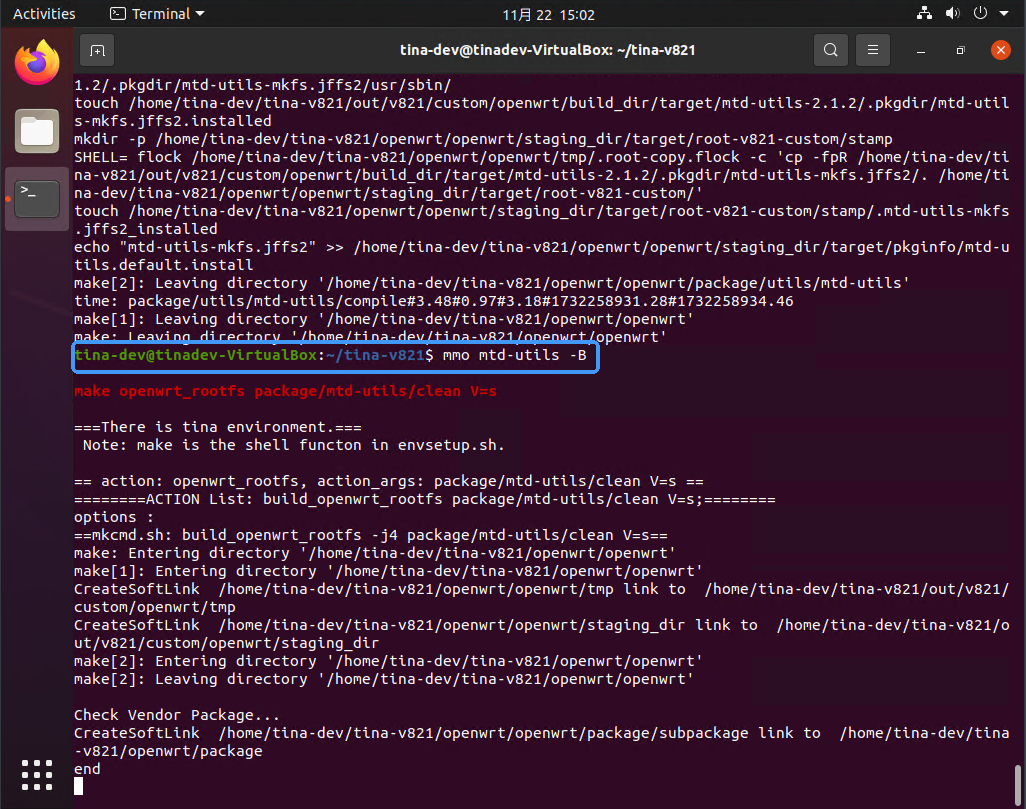 Activities
Terminal
11月 22 15:02
tina-dev@tinadev-VirtualBox: ~/tina-v821
1.2/.pkgdir/mtd-utils-mkfs.jffs2/usr/sbin/
touch /home/tina-dev/tina-v821/out/v821/custom/openwrt/build_dir/target/mtd-utils-2.1.2/.pkgdir/mtd-util
s-mkfs.jffs2.installed
mkdir -p /home/tina-dev/tina-v821/openwrt/openwrt/staging_dir/target/root-v821-custom/stamp
SHELL= flock /home/tina-dev/tina-v821/openwrt/openwrt/tmp/.root-copy.flock -c 'cp -fpR /home/tina-dev/ti
na-v821/out/v821/custom/openwrt/build_dir/target/mtd-utils-2.1.2/.pkgdir/mtd-utils-mkfs.jffs2/. /home/ti
na-dev/tina-v821/openwrt/openwrt/staging_dir/target/root-v821-custom/'
touch /home/tina-dev/tina-v821/openwrt/openwrt/staging_dir/target/root-v821-custom/stamp/.mtd-utils-mkfs
.jffs2_installed
echo "mtd-utils-mkfs.jffs2" >> /home/tina-dev/tina-v821/openwrt/openwrt/staging_dir/target/pkginfo/mtd-u
tils.default.install
make[2]: Leaving directory '/home/tina-dev/tina-v821/openwrt/openwrt/package/utils/mtd-utils'
time: package/utils/mtd-utils/compile#3.48#0.97#3.18#1732258931.28#1732258934.46
make[1]: Leaving directory '/home/tina-dev/tina-v821/openwrt/openwrt'
make: Leaving directory '/home/tina-dev/tina-v821/openwrt/openwrt'
tina-dev@tinadev-VirtualBox:~/tina-v821$ mmo mtd-utils -B
make openwrt_rootfs package/mtd-utils/clean V=s
===There is tina environment.===
Note: make is the shell functon in envsetup.sh.
== action: openwrt_rootfs, action_args: package/mtd-utils/clean V=s ==
========ACTION List: build_openwrt_rootfs package/mtd-utils/clean V=s;========
options :
==mkcmd.sh: build_openwrt_rootfs -j4 package/mtd-utils/clean V=s==
make: Entering directory '/home/tina-dev/tina-v821/openwrt/openwrt'
make[1]: Entering directory '/home/tina-dev/tina-v821/openwrt/openwrt'
CreateSoftLink  /home/tina-dev/tina-v821/openwrt/openwrt/tmp link to  /home/tina-dev/tina-v821/out/v821/
custom/openwrt/tmp
CreateSoftLink  /home/tina-dev/tina-v821/openwrt/openwrt/staging_dir link to  /home/tina-dev/tina-v821/o
ut/v821/custom/openwrt/staging_dir
make[2]: Entering directory '/home/tina-dev/tina-v821/openwrt/openwrt'
make[2]: Leaving directory '/home/tina-dev/tina-v821/openwrt/openwrt'
Check Vendor Package...
CreateSoftLink  /home/tina-dev/tina-v821/openwrt/openwrt/package/subpackage link to  /home/tina-dev/tina
-v821/openwrt/package
end